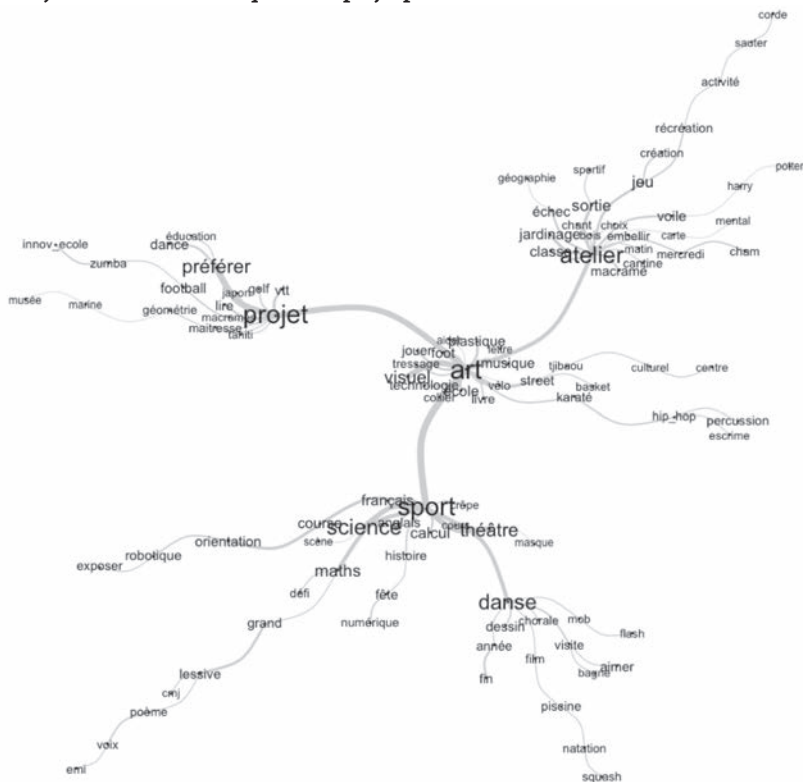 corde
sauter
activité
récréation
création
jeu
sportif
géographie
potter
harry
sortie
échec
voile
chant
choix
mental
jardinage
bois
embellir
carte
classe
matin
mercredi
cham
atelier
cantine
macramé
éducation
dance
innov_ecole
préférer
zumba
football
japon
golf
vtt
musée
marine
géométrie
lire
macramé
projet
maitresse
tahiti
plastique
jouer
foot
tressage
art
musique
tjibaou
culturel
centre
visuel
technologie
école
vélo
street
basket
collier
livre
karaté
hip_hop
percussion
escrime
français
sport
crêpe
course
science
anglais
calcul
théâtre
orientation
scène
masque
robotique
histoire
exposer
maths
défi
fête
danse
grand
numérique
dessin
chorale
mob
flash
année
visite
film
aimer
lessive
fin
bagne
cmj
poème
pissine
voix
natation
emi
squash